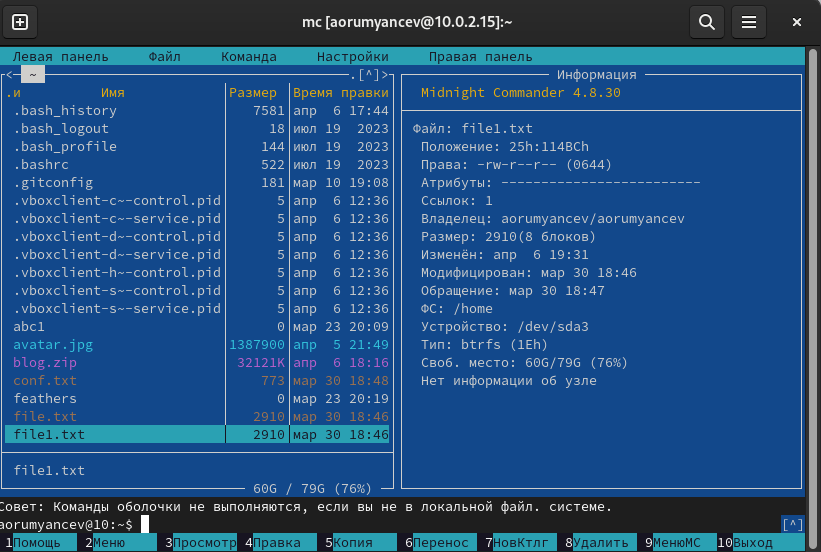 mc [aorumyancev@10.0.2.15]:~
Левая панель Файл Команда Настройки Правая панель
<─ ~ .[^]>
.и Имя Размер Время правки
.bash_history 7581 апр 6 17:44
.bash_logout 18 июл 19 2023
.bash_profile 144 июл 19 2023
.bashrc 522 июл 19 2023
.gitconfig 181 мар 10 19:08
.vboxclient-c~-control.pid 5 апр 6 12:36
.vboxclient-c~-service.pid 5 апр 6 12:36
.vboxclient-d~-control.pid 5 апр 6 12:36
.vboxclient-d~-service.pid 5 апр 6 12:36
.vboxclient-h~-control.pid 5 апр 6 12:36
.vboxclient-s~-control.pid 5 апр 6 12:36
.vboxclient-s~-service.pid 5 апр 6 12:36
abc1 0 мар 23 20:09
avatar.jpg 1387900 апр 5 21:49
blog.zip 32121K апр 6 18:16
conf.txt 773 мар 30 18:48
feathers 0 мар 23 20:19
file.txt 2910 мар 30 18:46
file1.txt 2910 мар 30 18:46
file1.txt
60G / 79G (76%)
Информация
Midnight Commander 4.8.30
Файл: file1.txt
Положение: 25h:114BCh
Права: -rw-r--r-- (0644)
Атрибуты: -------------------------
Ссылок: 1
Владелец: aorumyancev/aorumyancev
Размер: 2910(8 блоков)
Изменён: апр 6 19:31
Модифицирован: мар 30 18:46
Обращение: мар 30 18:47
ФС: /home
Устройство: /dev/sda3
Тип: btrfs (1Eh)
Своб. место: 60G/79G (76%)
Нет информации об узле
Совет: Команды оболочки не выполняются, если вы не в локальной файл. системе.
aorumyancev@10:~$ [^]
1Помощь 2Меню 3Просмотр 4Правка 5Копия 6Перенос 7НовКтлг 8Удалить 9МенюMC 10Выход